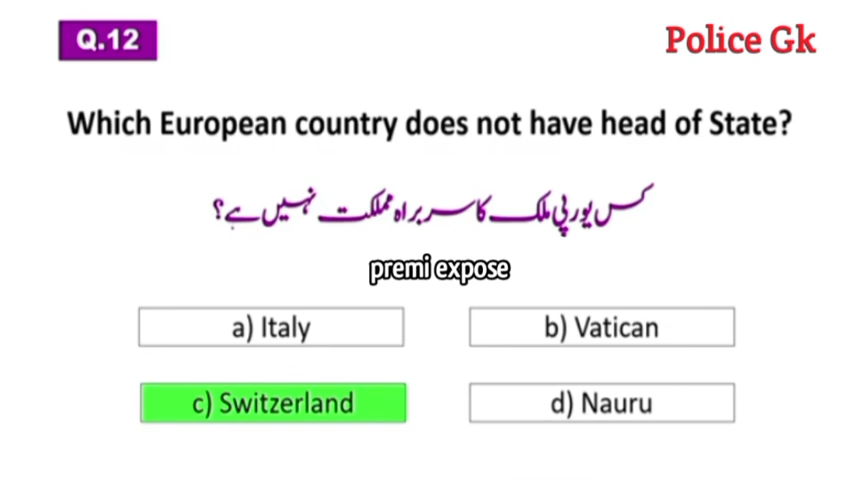 Q.12
Police Gk
Which European country does not have head of State?
کس یورپی ملک کا سربراہ مملکت نہیں ہے؟
premi expose
a) Italy
b) Vatican
c) Switzerland
d) Nauru